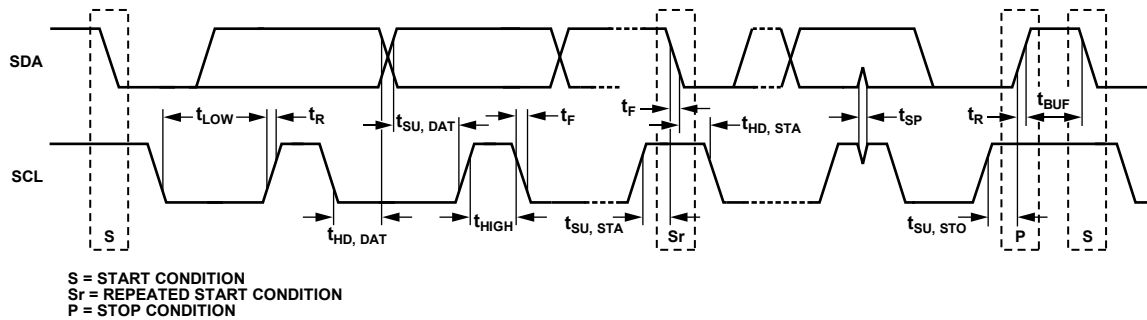 SDA
tLOW
tR
tSU, DAT
tF
tF
tHD, STA
tSP
tR
tBUF
SCL
tHD, DAT
tHIGH
tSU, STA
tSU, STO
S
Sr
P
S
S = START CONDITION
Sr = REPEATED START CONDITION
P = STOP CONDITION